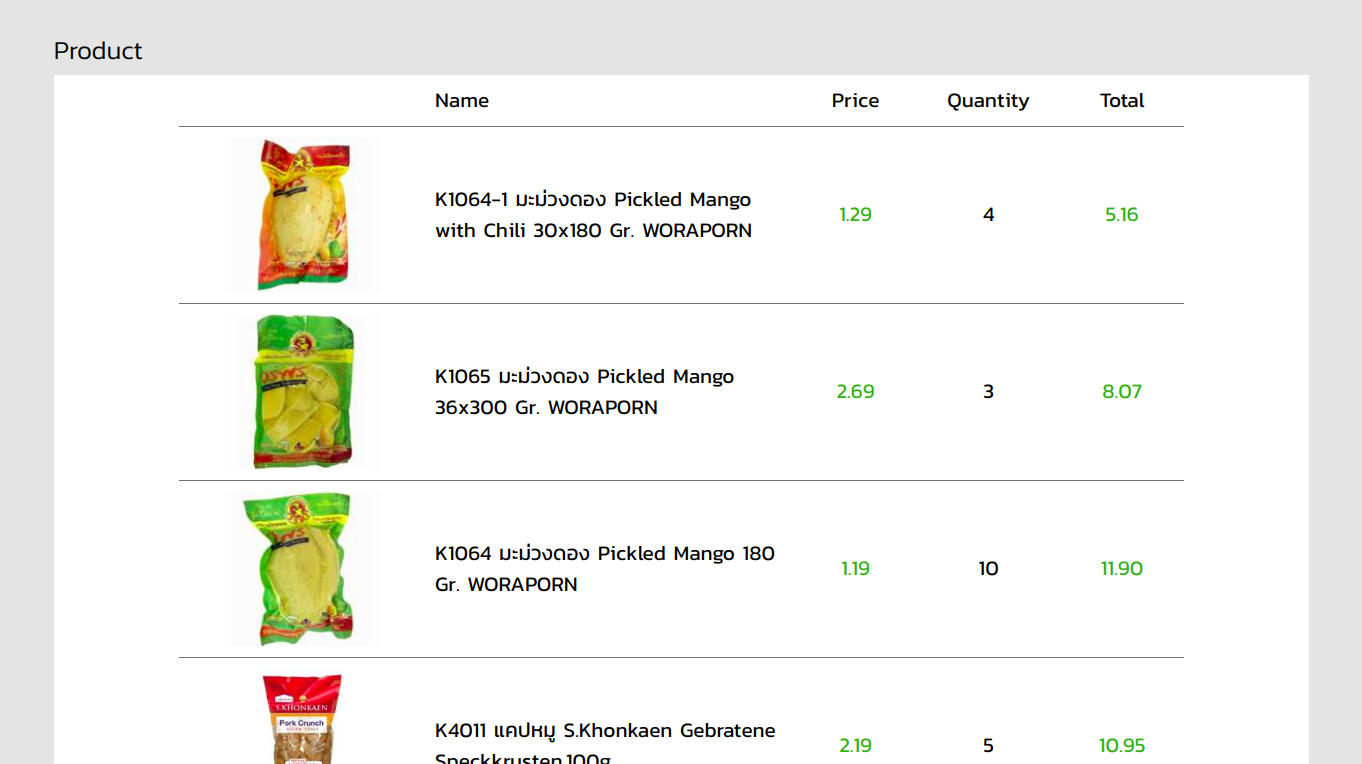 Product
Name Price Quantity Total
K1064-1 มะม่วงดอง Pickled Mango
with Chili 30x180 Gr. WORAPORN
1.29 4 5.16
K1065 มะม่วงดอง Pickled Mango
36x300 Gr. WORAPORN
2.69 3 8.07
K1064 มะม่วงดอง Pickled Mango 180
Gr. WORAPORN
1.19 10 11.90
S.KHONKAEN
Pork Crunch
K4011 แคปหมู S.Khonkaen Gebratene
Speckkrusten 100g
2.19 5 10.95